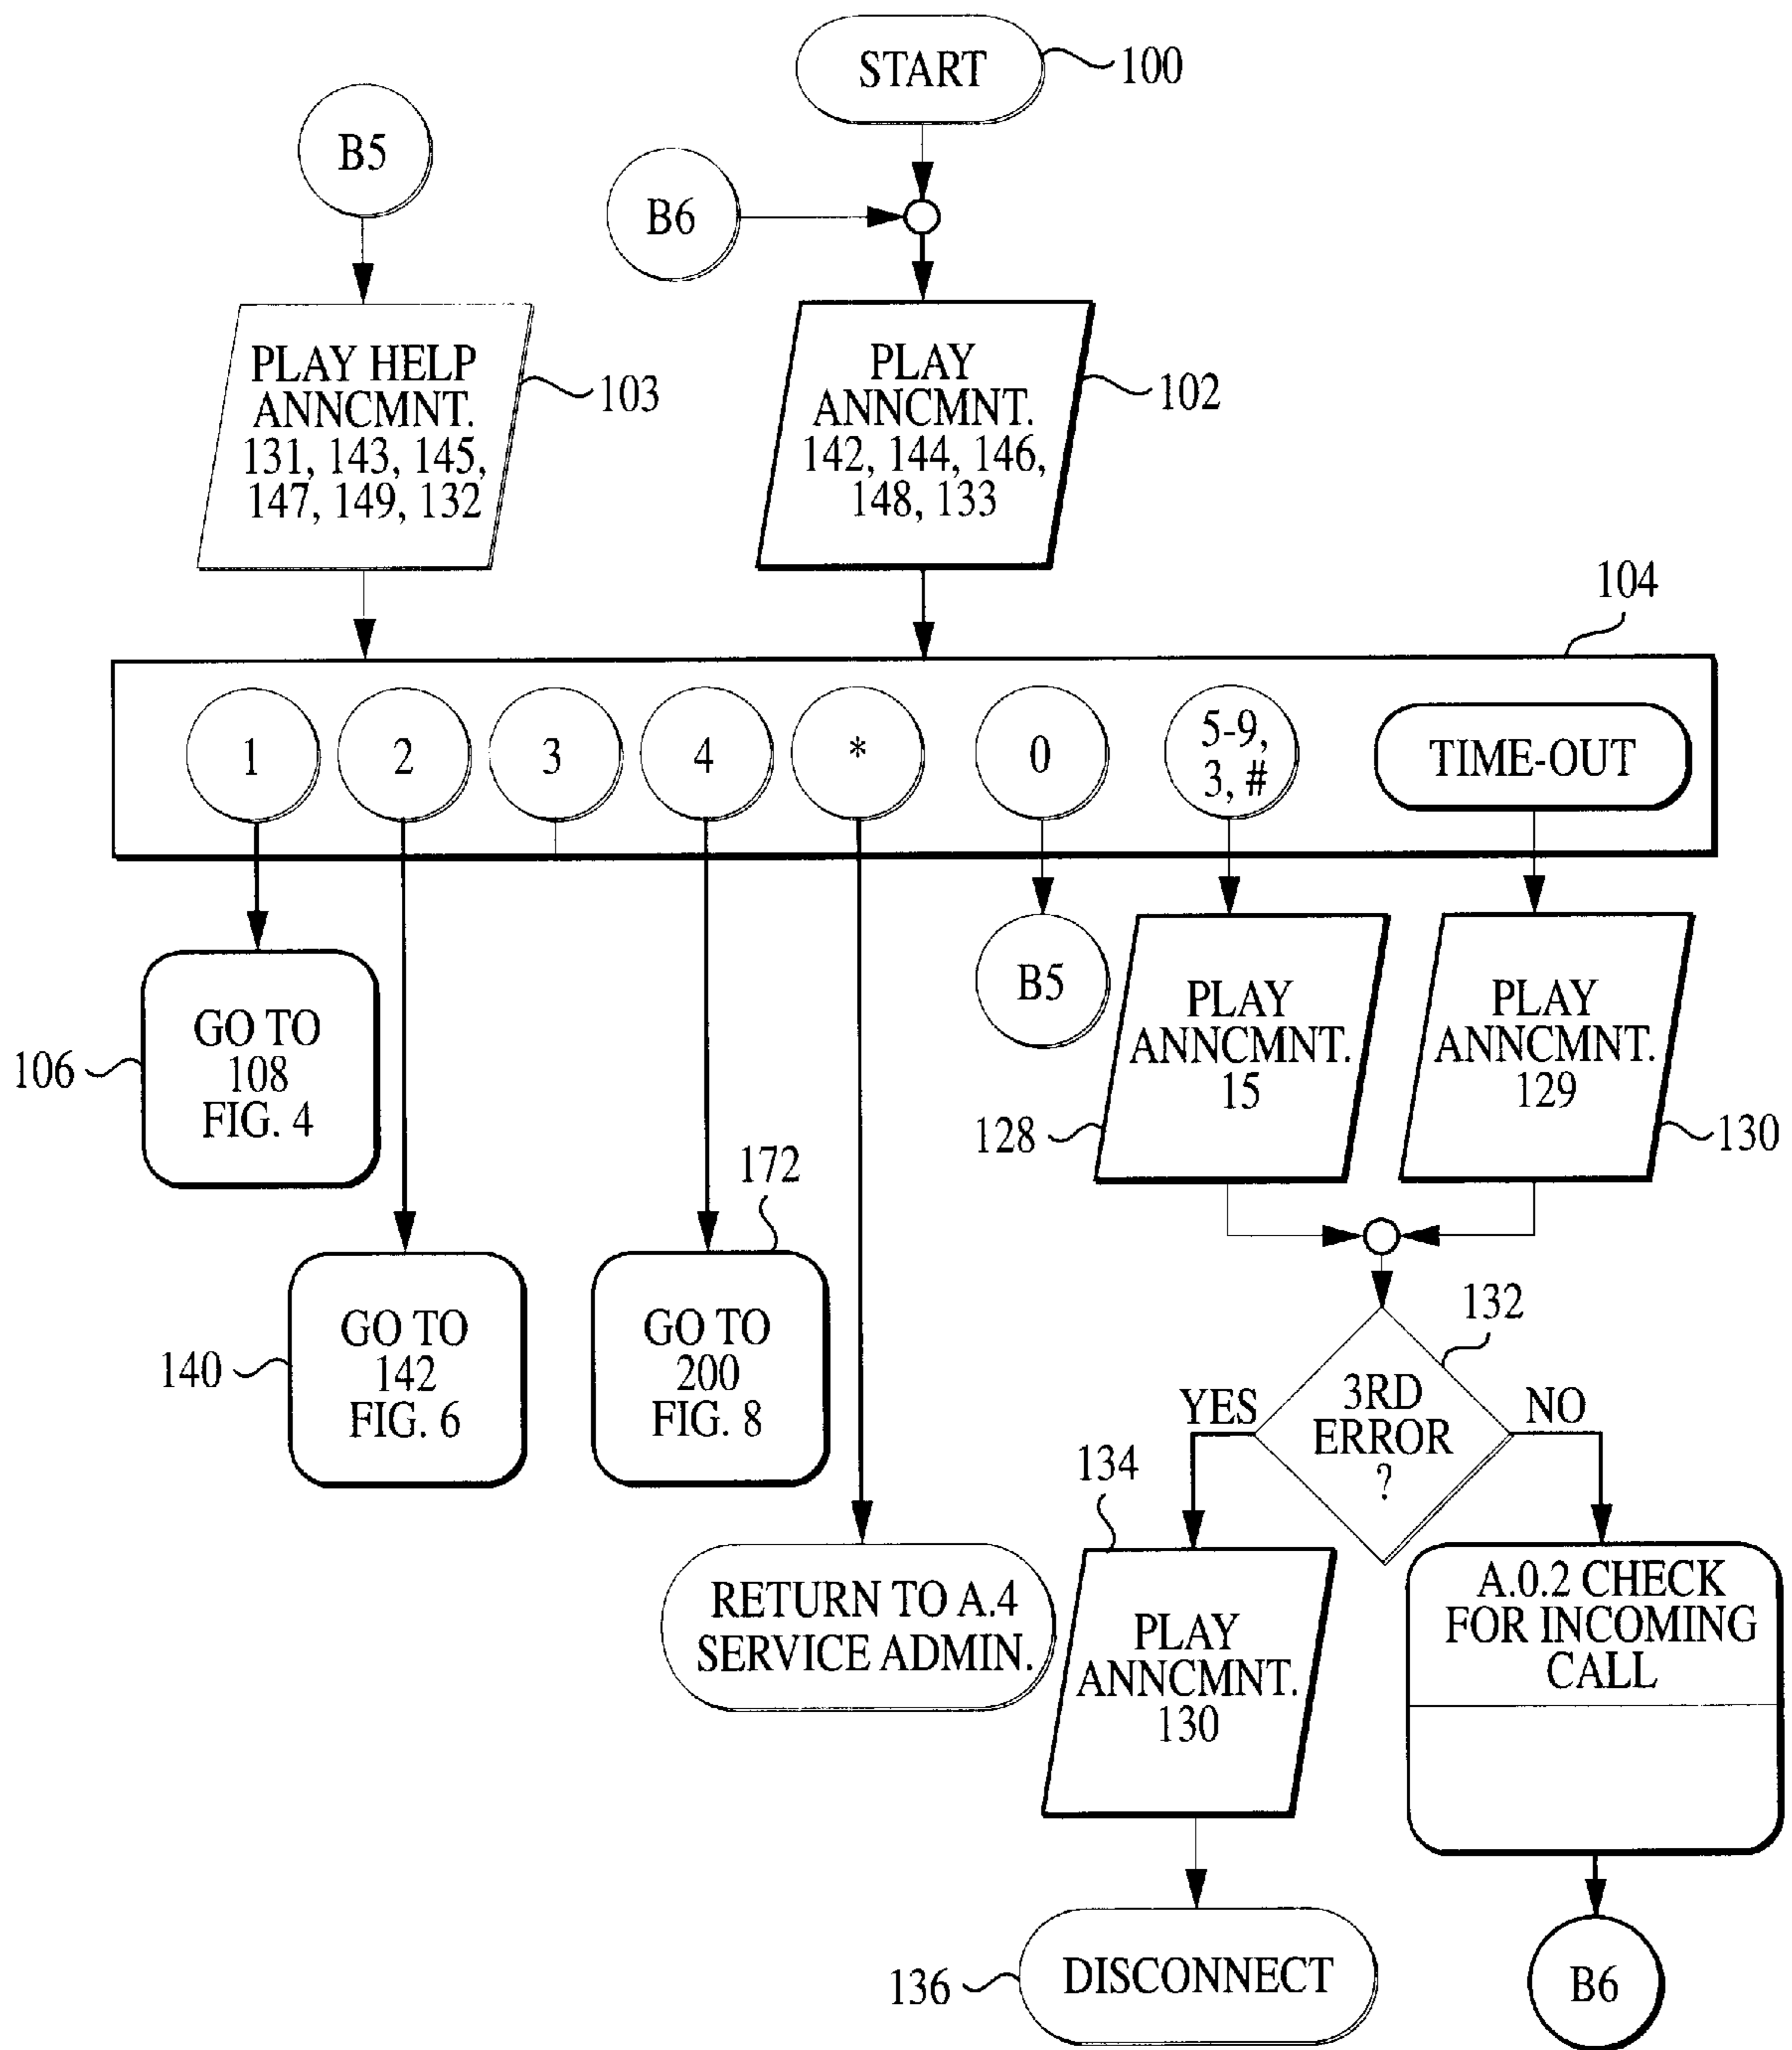 START
100
B5
B6
PLAY HELP
ANNCMNT.
131, 143, 145,
147, 149, 132
103
PLAY
ANNCMNT.
142, 144, 146,
148, 133
102
104
1
2
3
4
*
0
5-9,
3, #
TIME-OUT
GO TO
108
FIG. 4
106
B5
PLAY
ANNCMNT.
15
128
PLAY
ANNCMNT.
129
130
172
GO TO
142
FIG. 6
140
GO TO
200
FIG. 8
132
3RD
ERROR
?
YES
NO
134
RETURN TO A.4
SERVICE ADMIN.
PLAY
ANNCMNT.
130
A.0.2 CHECK
FOR INCOMING
CALL
136
DISCONNECT
B6